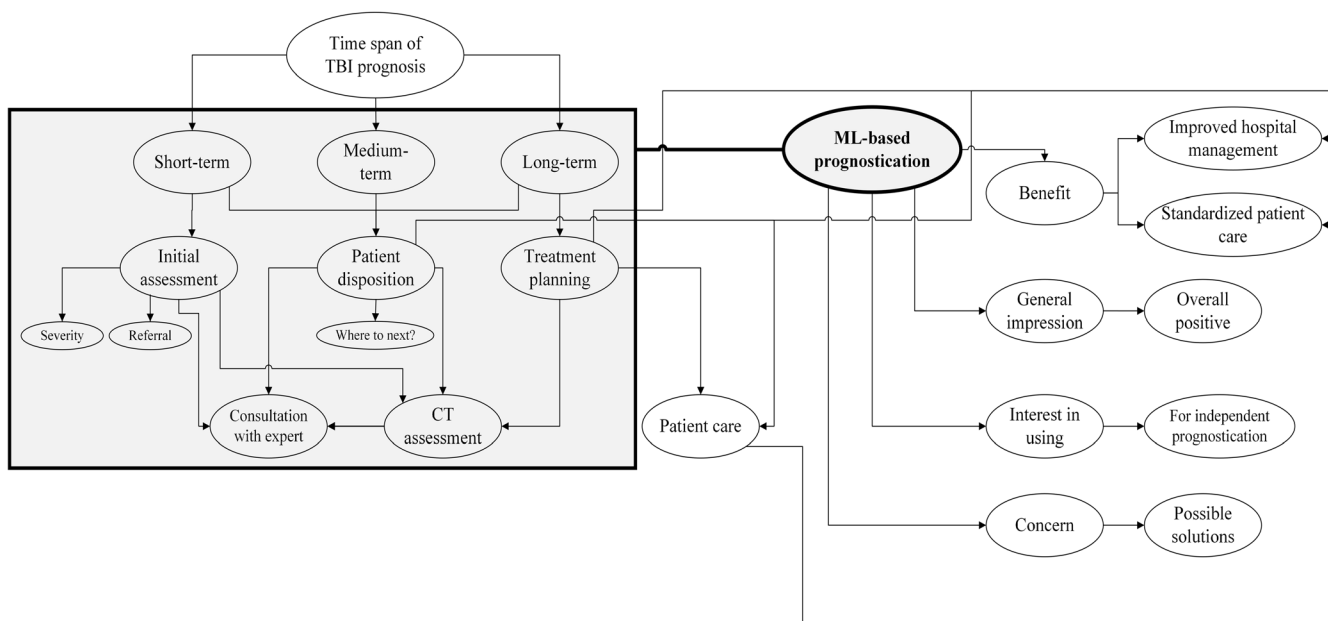 Time span of
TBI prognosis
Short-term
Medium-
term
Long-term
ML-based
prognostication
Improved hospital
management
Benefit
Standardized patient
care
Initial
assessment
Patient
disposition
Treatment
planning
General
impression
Overall
positive
Severity
Referral
Where to next?
Consultation
with expert
CT
assessment
Patient care
Interest in
using
For independent
prognostication
Concern
Possible
solutions